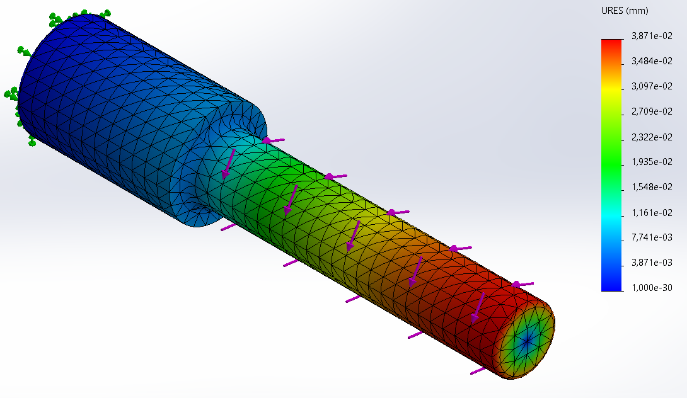 URES (mm)
3,871e-02
3,484e-02
3,097e-02
2,709e-02
2,322e-02
1,935e-02
1,548e-02
1,161e-02
7,741e-03
3,871e-03
1,000e-30